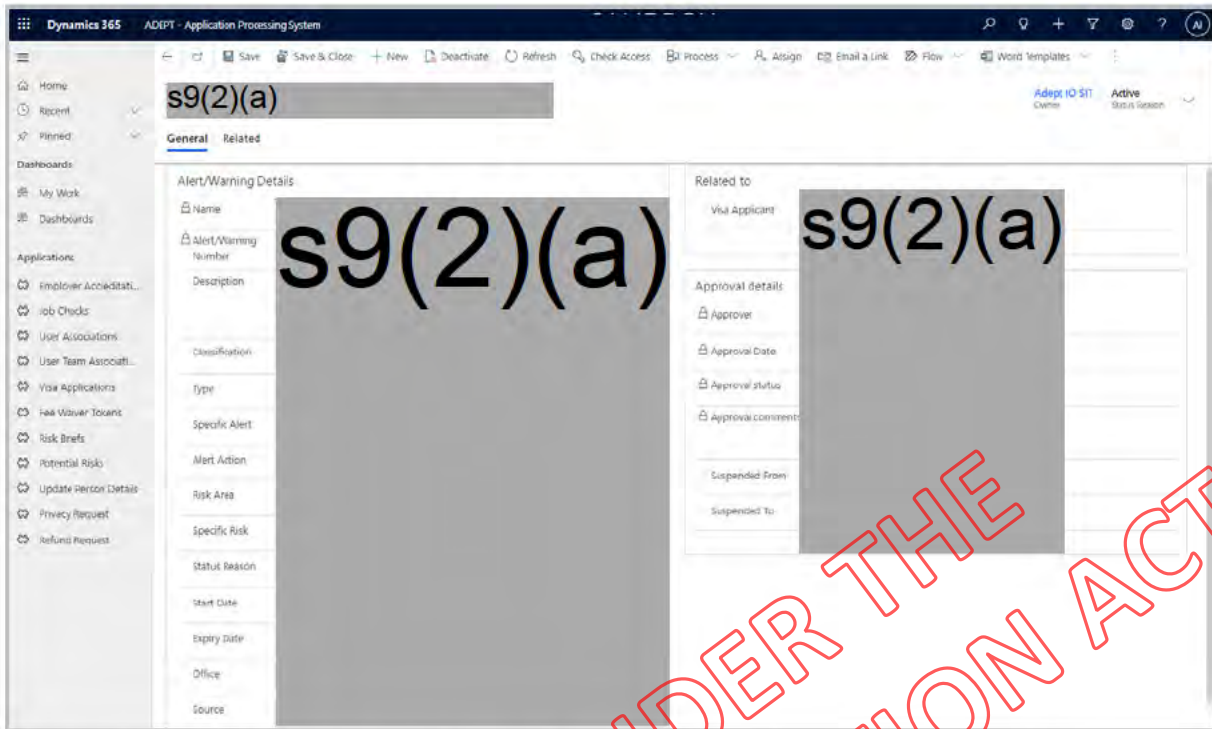 Dynamics 365 ADEPT - Application Processing System AI
Save Save & Close New Deactivate Refresh Check Access Process Assign Email a Link Flow Word Templates
Home
Recent
Pinned
s9(2)(a)
Adept IO SIT Active
Owner Status Reason
General Related
Dashboards
My Work
Dashboards
Applications
Employer Accreditati...
Job Checks
User Associations
User Team Associati...
Visa Applications
Fee Waiver Tokens
Risk Briefs
Potential Risks
Update Person Details
Privacy Request
Refund Request
Alert/Warning Details
Name
Alert/Warning
Number
Description
Classification
Type
Specific Alert
Alert Action
Risk Area
Specific Risk
Status Reason
Start Date
Expiry Date
Office
Source
s9(2)(a)
Related to
Visa Applicant
s9(2)(a)
Approval details
Approver
Approval Date
Approval status
Approval comments
Suspended From
Suspended To
UNDER THE
ION ACT